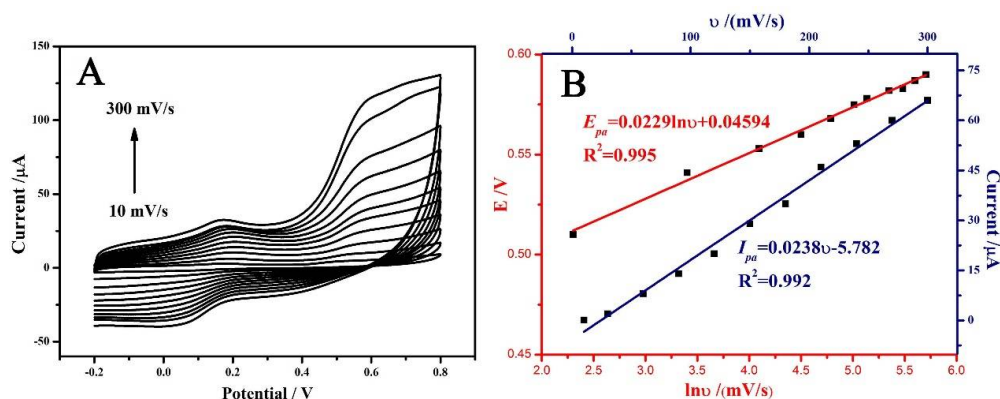 A
300 mV/s
10 mV/s
150
100
50
0
-50
Current /µA
-0.2
0.0
0.2
0.4
0.6
0.8
Potential / V
υ /(mV/s)
0
100
200
300
B
0.60
0.55
0.50
0.45
E /V
E_pa=0.0229lnυ+0.04594
R²=0.995
I_pa=0.0238υ-5.782
R²=0.992
75
60
45
30
15
0
Current /µA
2.0
2.5
3.0
3.5
4.0
4.5
5.0
5.5
6.0
lnυ /(mV/s)